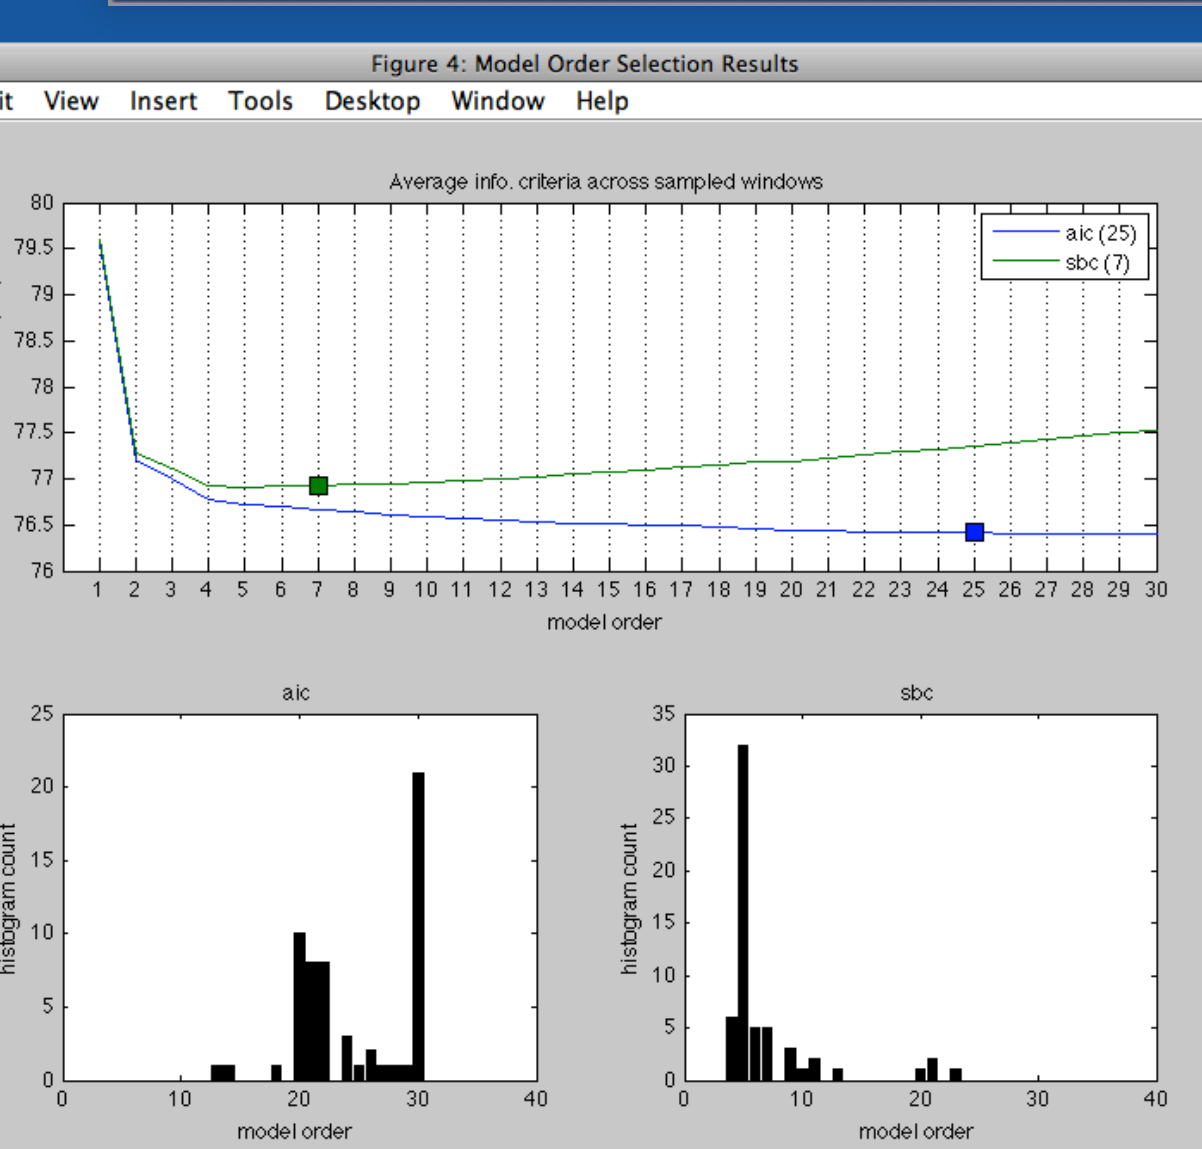 Figure 4: Model Order Selection Results
it View Insert Tools Desktop Window Help
Average info. criteria across sampled windows
80
79.5
79
78.5
78
77.5
77
76.5
76
aic (25)
sbc (7)
1 2 3 4 5 6 7 8 9 10 11 12 13 14 15 16 17 18 19 20 21 22 23 24 25 26 27 28 29 30
model order
aic
25
20
15
10
5
0
histogram count
0 10 20 30 40
model order
sbc
35
30
25
20
15
10
5
0
histogram count
0 10 20 30 40
model order